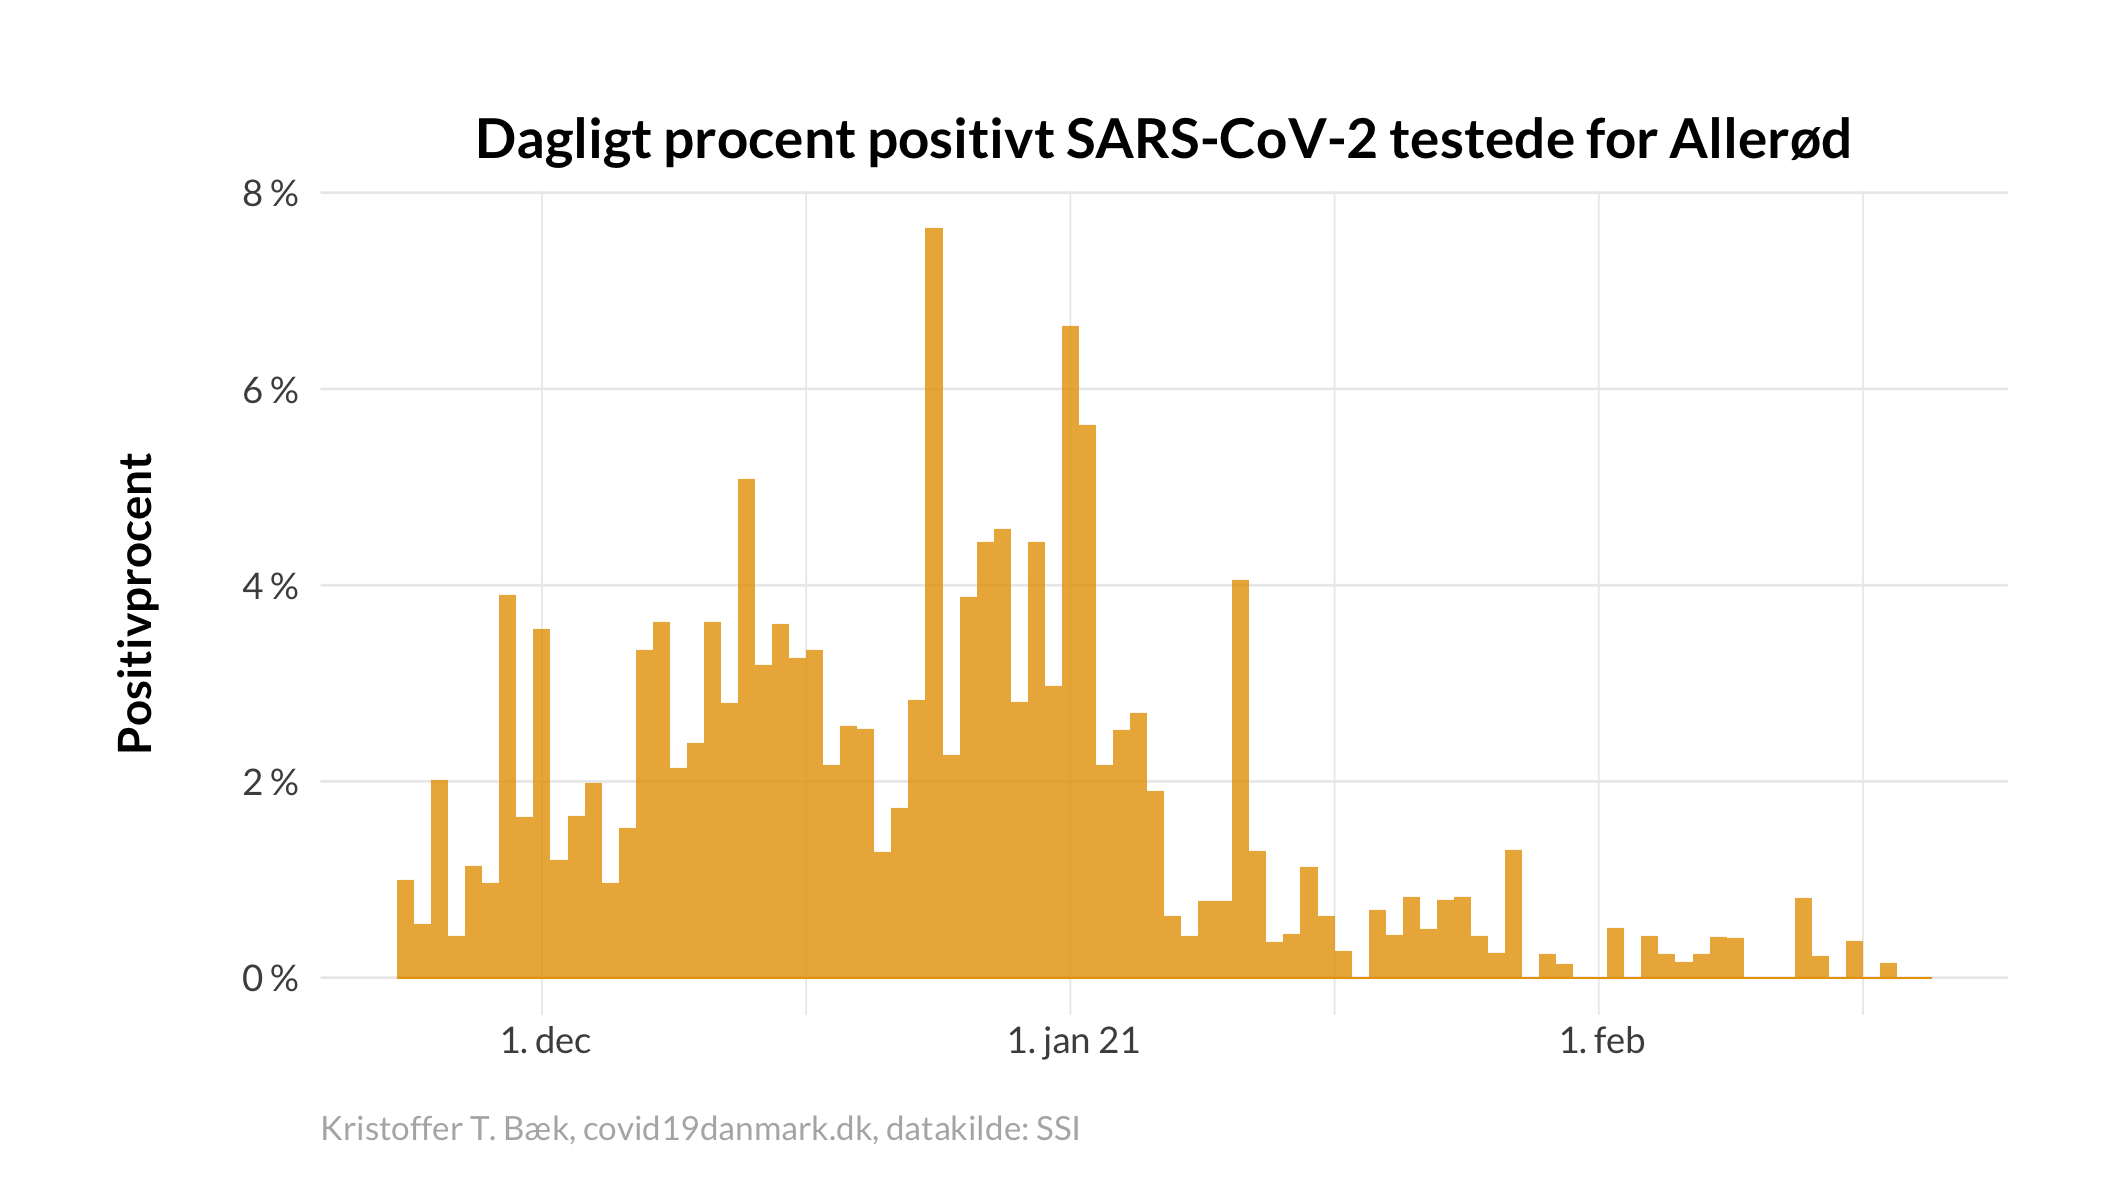 Dagligt procent positivt SARS-CoV-2 testede for Allerød
8 %
6 %
4 %
2 %
0 %
Positivprocent
1. dec
1. jan 21
1. feb
Kristoffer T. Bæk, covid19danmark.dk, datakilde: SSI